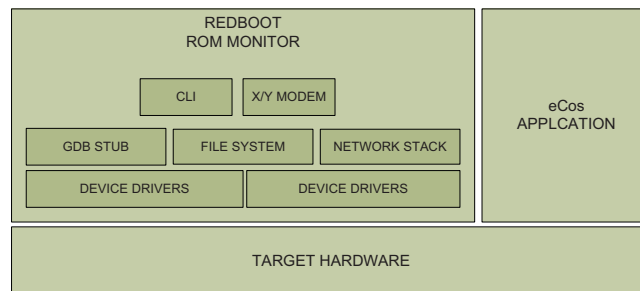 REDBOOT
ROM MONITOR
CLI
X/Y MODEM
GDB STUB
FILE SYSTEM
NETWORK STACK
DEVICE DRIVERS
DEVICE DRIVERS
eCos
APPLCATION
TARGET HARDWARE